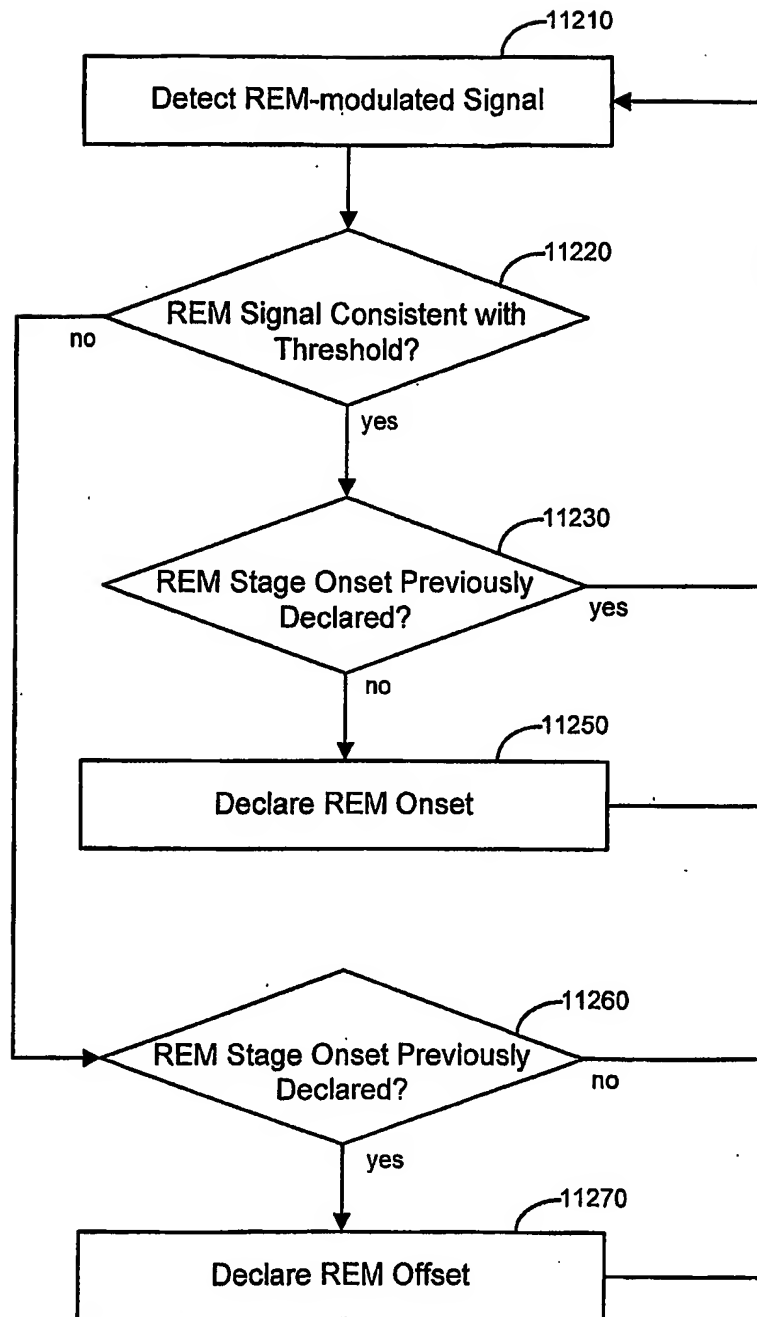 11210
Detect REM-modulated Signal
11220
REM Signal Consistent with
Threshold?
no
yes
11230
REM Stage Onset Previously
Declared?
yes
no
11250
Declare REM Onset
11260
REM Stage Onset Previously
Declared?
no
yes
11270
Declare REM Offset